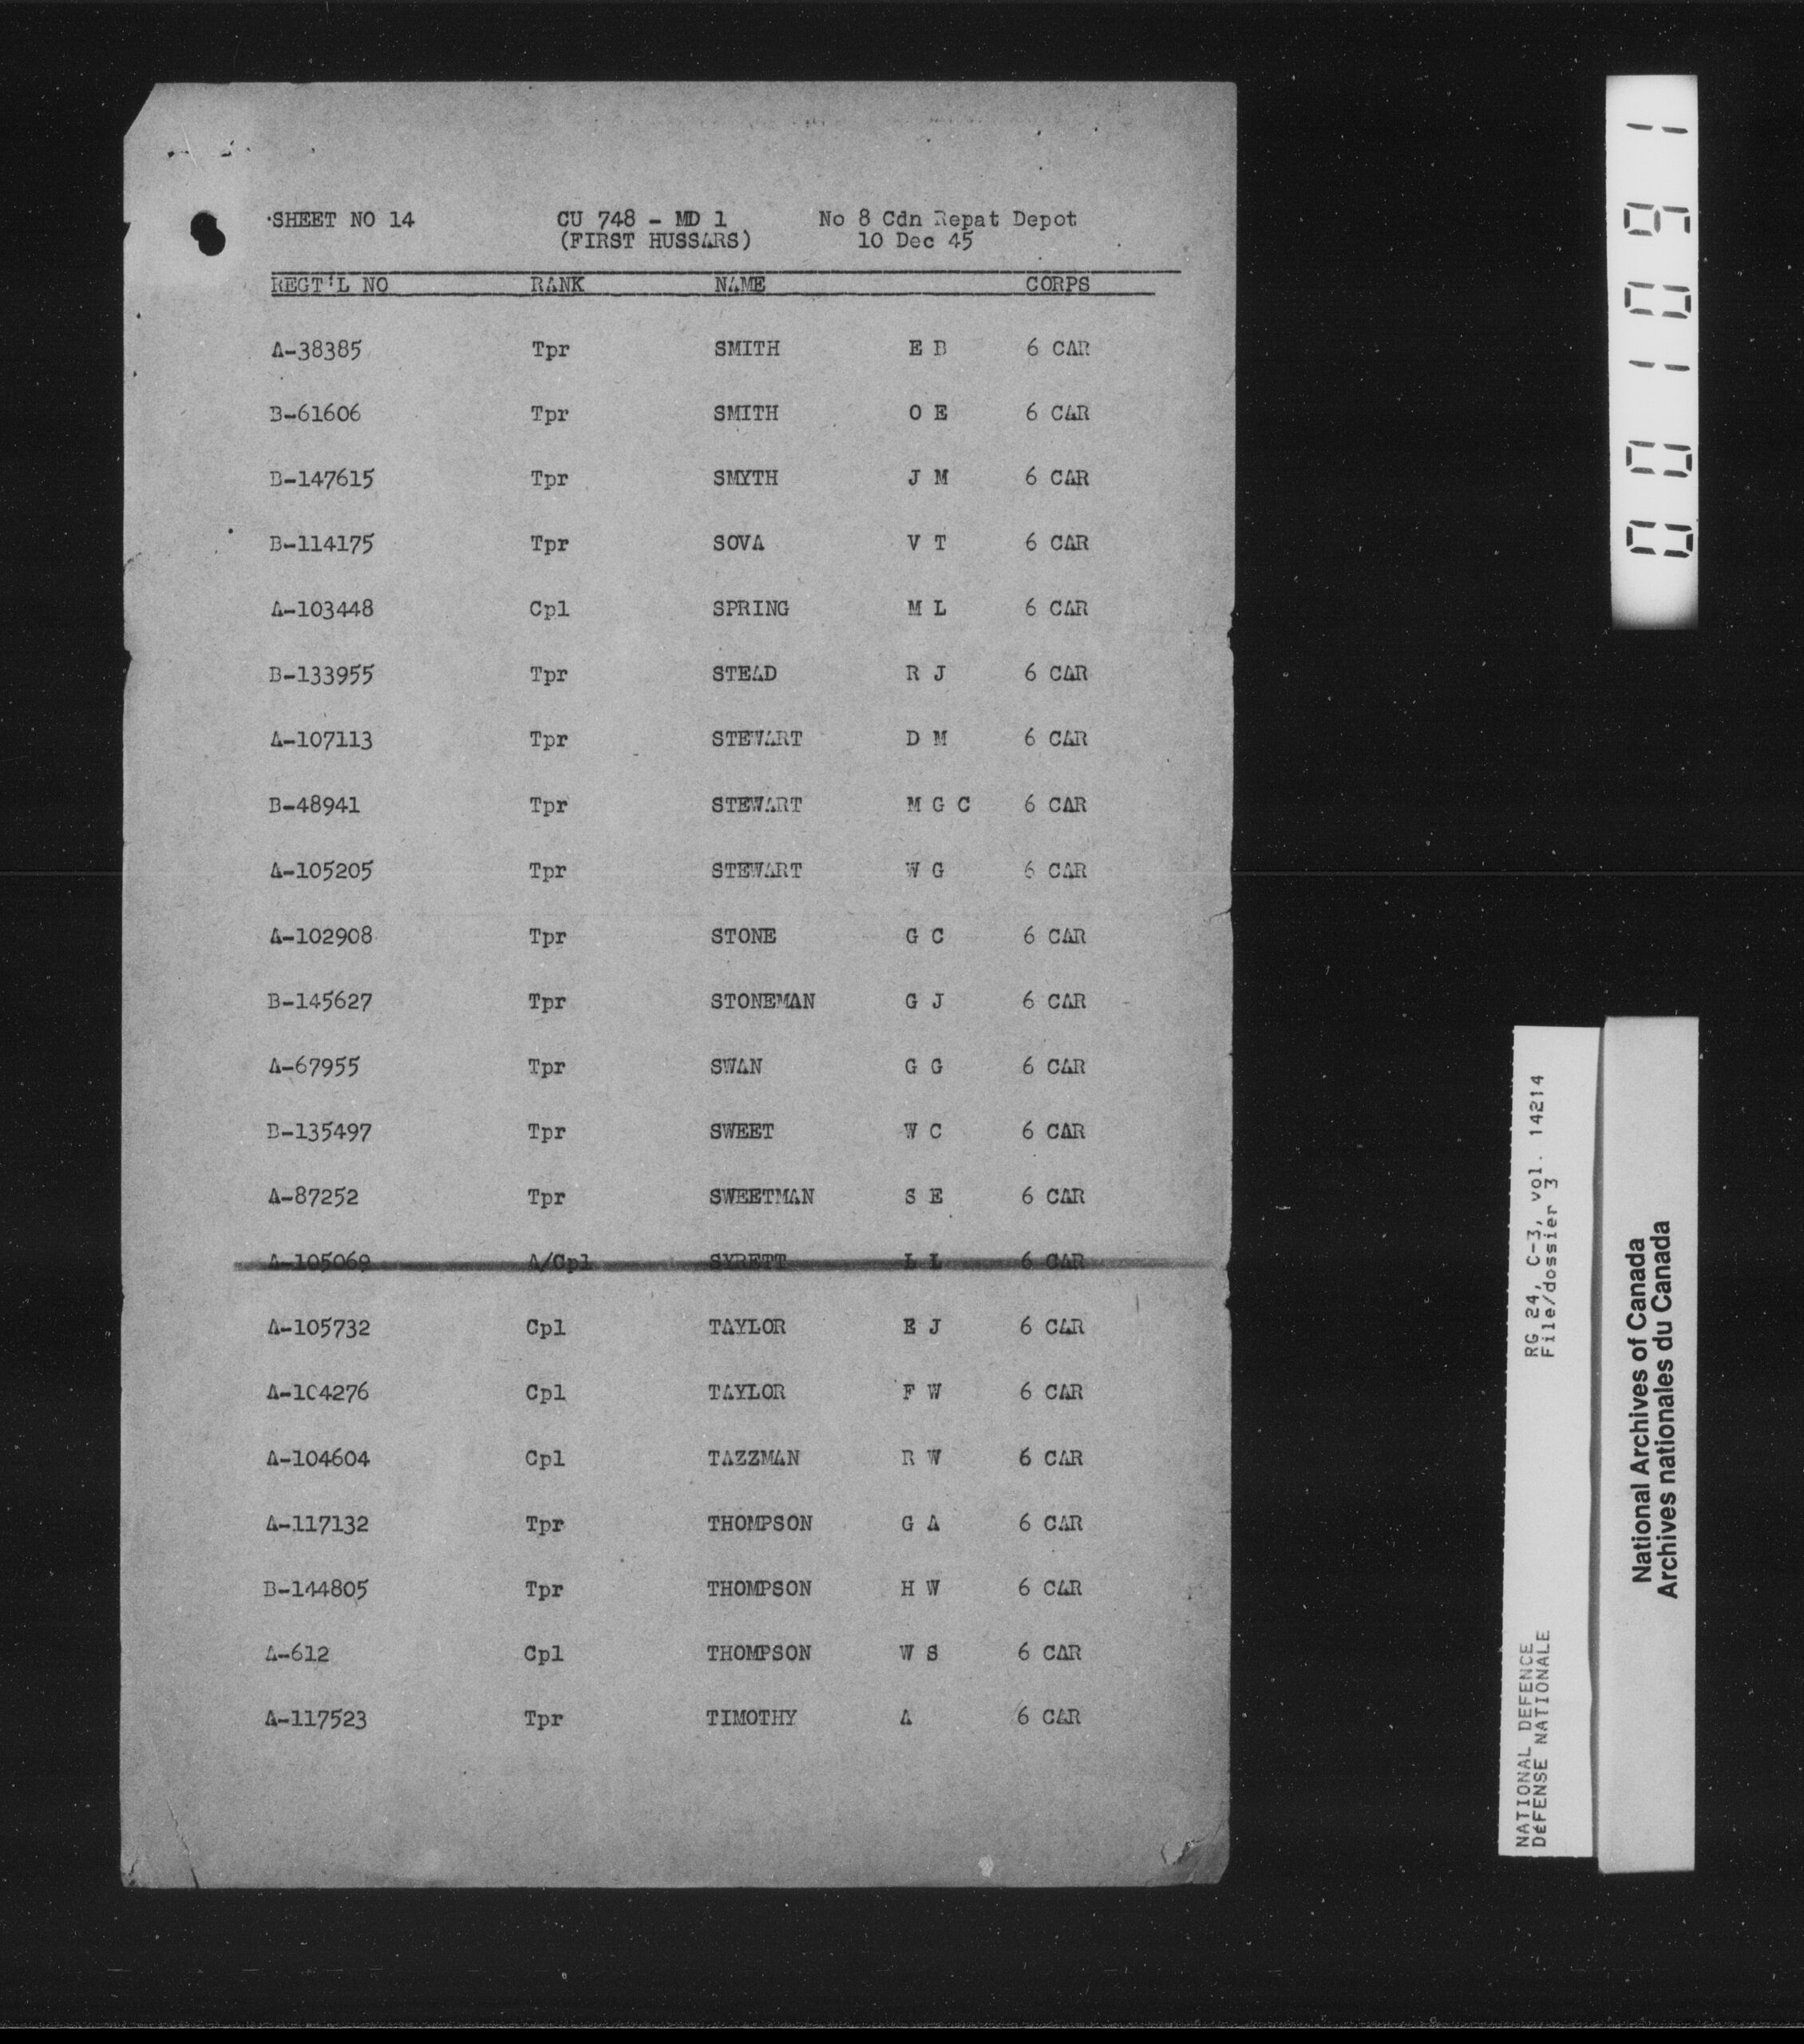 SHEET NO 14 CU 748 - MD 1 No 8 Cdn Repat Depot
(FIRST HUSSARS) 10 Dec 45
REGT'L NO RANK NAME CORPS
A-38385 Tpr SMITH E B 6 CAR
B-61606 Tpr SMITH O E 6 CAR
B-147615 Tpr SMYTH J M 6 CAR
B-114175 Tpr SOVA V T 6 CAR
A-103448 Cpl SPRING M L 6 CAR
B-133955 Tpr STEAD R J 6 CAR
A-107113 Tpr STEWART D M 6 CAR
B-48941 Tpr STEWART M G C 6 CAR
A-105205 Tpr STEWART W G 6 CAR
A-102908 Tpr STONE G C 6 CAR
B-145627 Tpr STONEMAN G J 6 CAR
A-67955 Tpr SWAN G G 6 CAR
B-135497 Tpr SWEET W C 6 CAR
A-87252 Tpr SWEETMAN S E 6 CAR
A-105069 A/Cpl SYRETT L L 6 CAR
A-105732 Cpl TAYLOR E J 6 CAR
A-104276 Cpl TAYLOR F W 6 CAR
A-104604 Cpl TAZZMAN R W 6 CAR
A-117132 Tpr THOMPSON G A 6 CAR
B-144805 Tpr THOMPSON H W 6 CAR
A-612 Cpl THOMPSON W S 6 CAR
A-117523 Tpr TIMOTHY A 6 CAR
001091
NATIONAL DEFENCE RG 24, C-3, vol. 14214
DéFENSE NATIONALE File/dossier 3
National Archives of Canada
Archives nationales du Canada